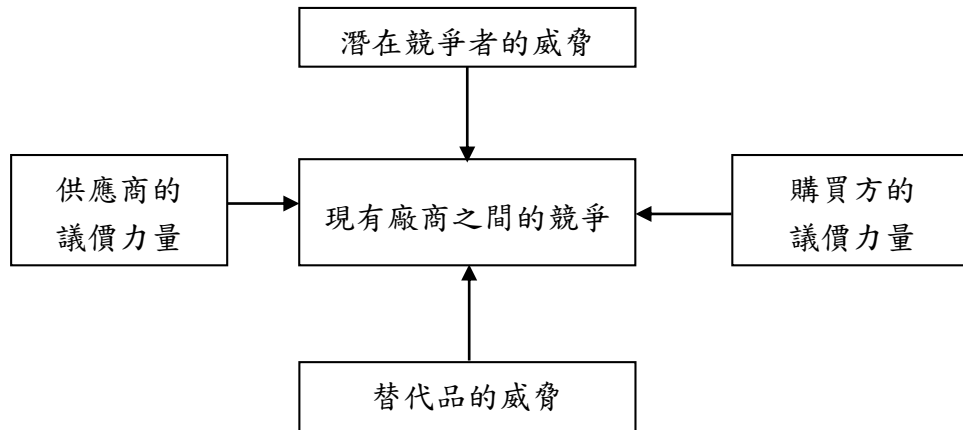 潛在競爭者的威脅
供應商的
議價力量
現有廠商之間的競爭
購買方的
議價力量
替代品的威脅